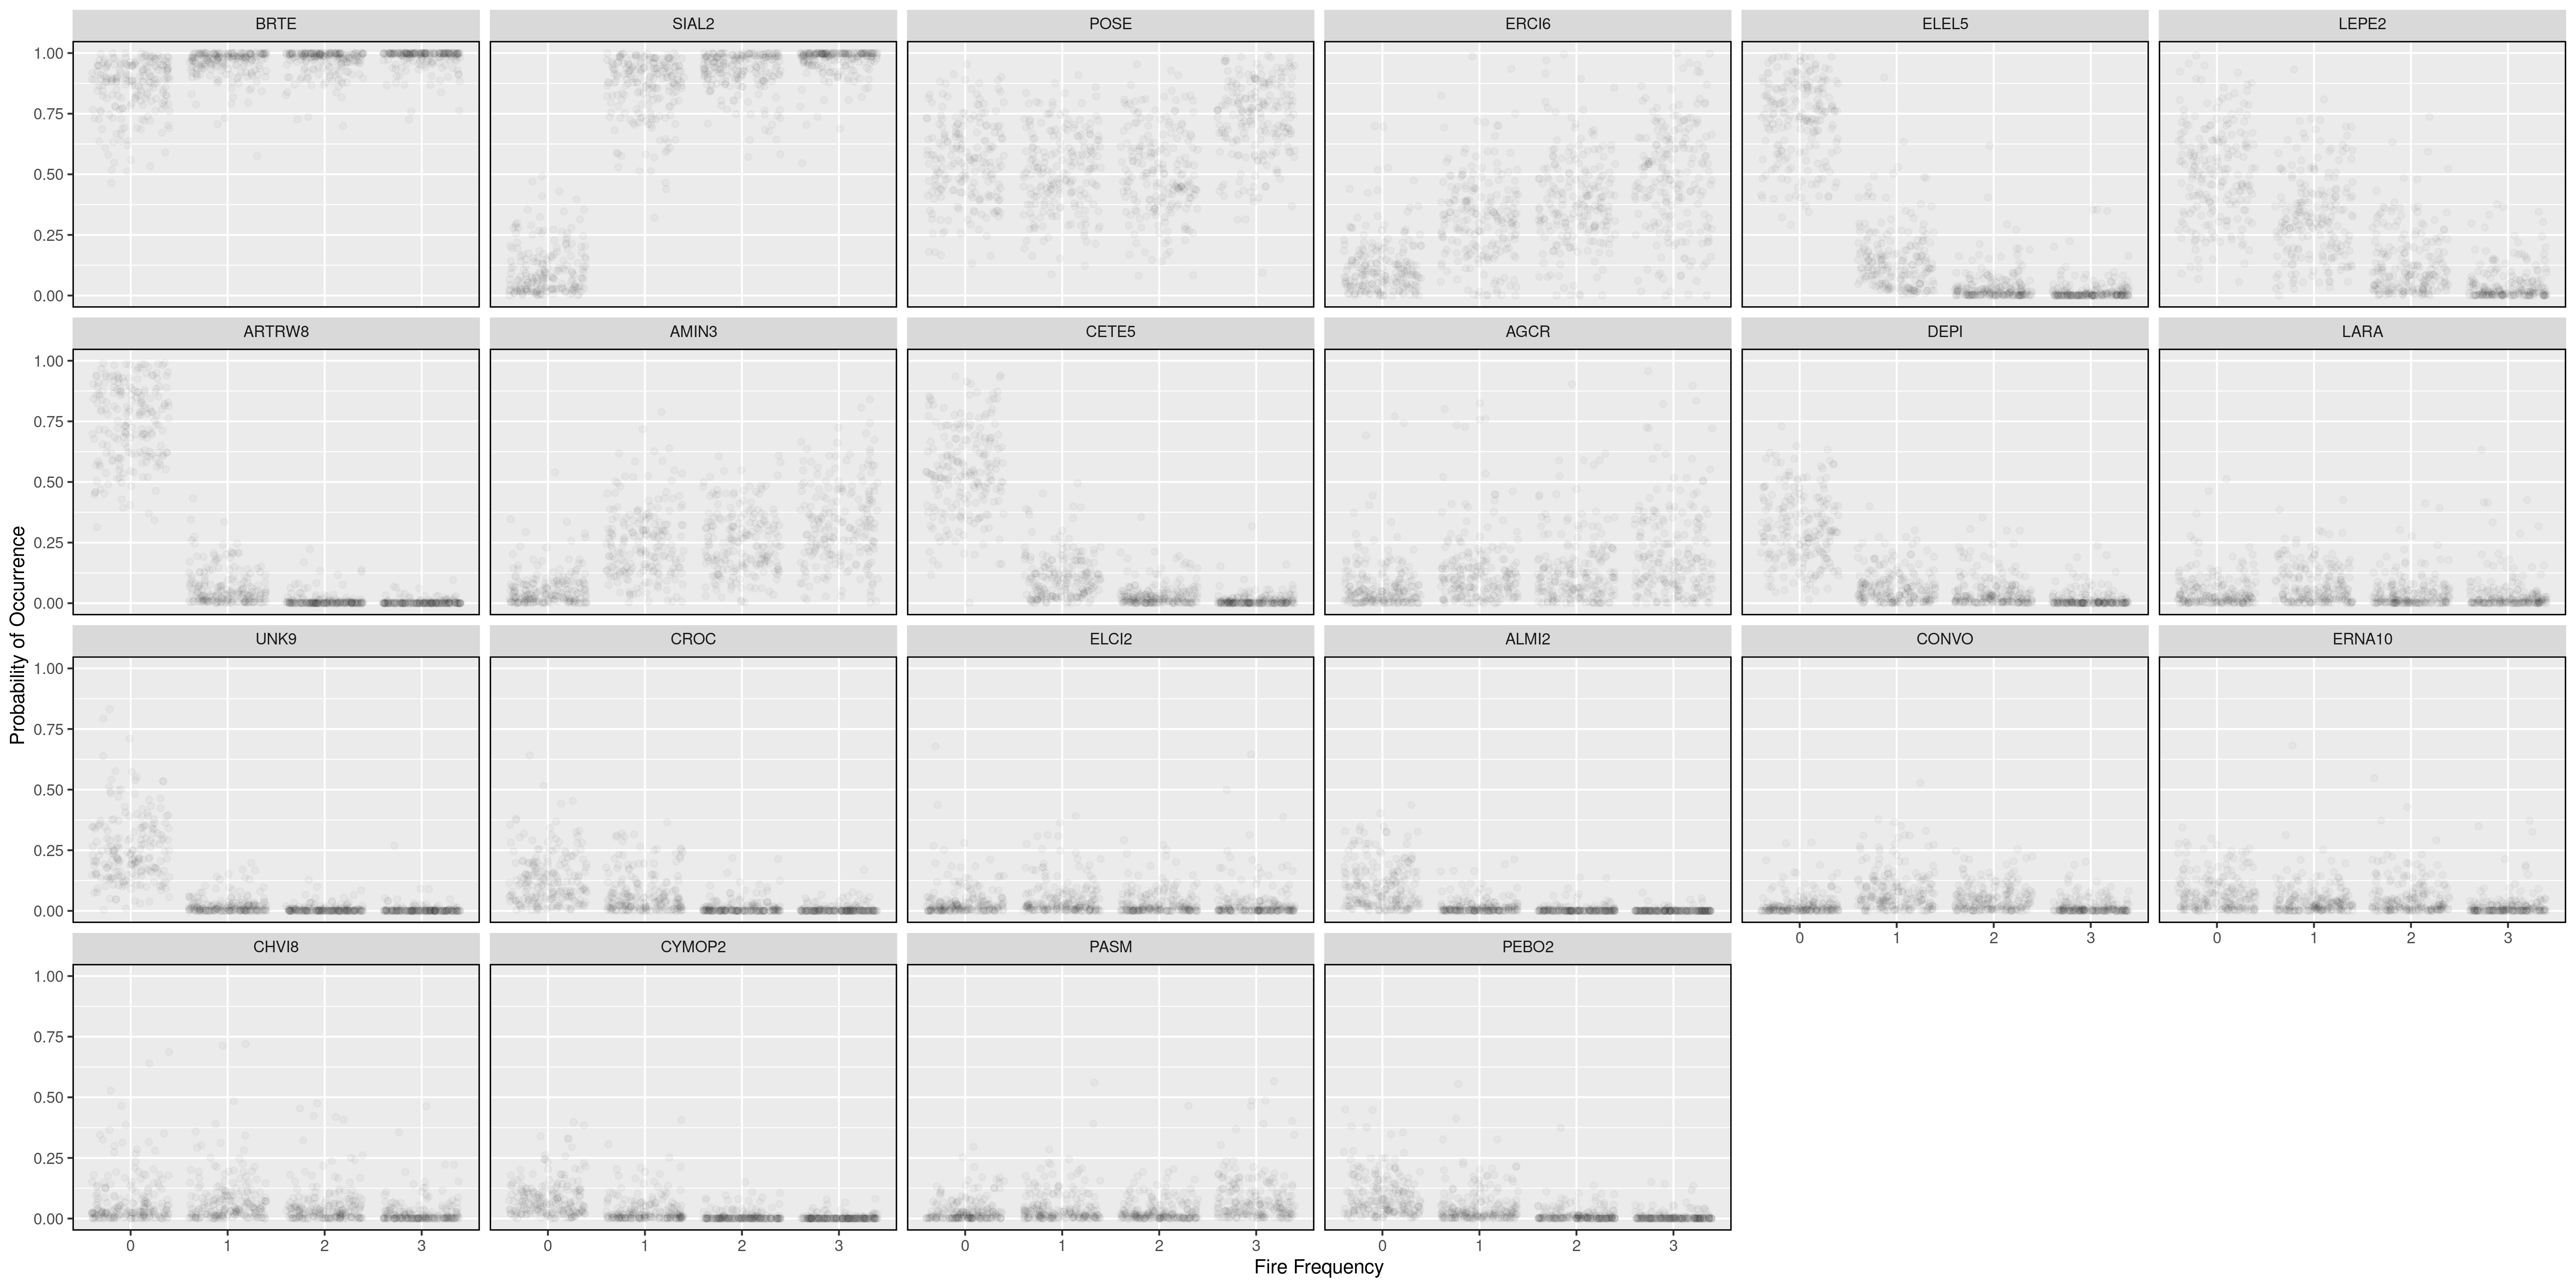 BRTE SIAL2 POSE ERCI6 ELEL5 LEPE2
1.00
0.75
0.50
0.25
0.00
ARTRW8 AMIN3 CETE5 AGCR DEPI LARA
1.00
0.75
0.50
0.25
0.00
Probability of Occurrence
UNK9 CROC ELCI2 ALMI2 CONVO ERNA10
1.00
0.75
0.50
0.25
0.00
0 1 2 3 0 1 2 3
CHVI8 CYMOP2 PASM PEBO2
1.00
0.75
0.50
0.25
0.00
0 1 2 3 0 1 2 3 0 1 2 3 0 1 2 3
Fire Frequency